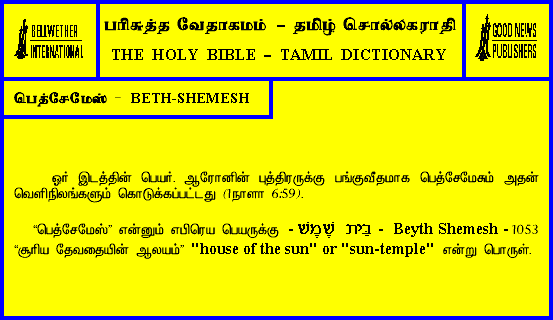 BELLWETHER
INTERNATIONAL
பரிசுத்த வேதாகமம் – தமிழ் சொல்லகராதி
THE HOLY BIBLE – TAMIL DICTIONARY
GOOD NEWS
PUBLISHERS
பெத்சேமேஸ் – BETH-SHEMESH
ஓர் இடத்தின் பெயர். ஆரோனின் புத்திரருக்கு பங்குவீதமாக பெத்சேமேசும் அதன்
வெளிநிலங்களும் கொடுக்கப்பட்டது (1நாளா 6:59).
“பெத்சேமேஸ்” என்னும் எபிரெய பெயருக்கு - בֵּית שֶׁמֶשׁ - Beyth Shemesh - 1053
“சூரிய தேவதையின் ஆலயம்” "house of the sun" or "sun-temple" என்று பொருள்.